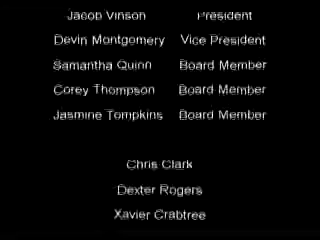 Jacob Vinson President
Devin Montgomery Vice President
Samantha Quinn Board Member
Corey Thompson Board Member
Jasmine Tompkins Board Member
Chris Clark
Dexter Rogers
Xavier Crabtree